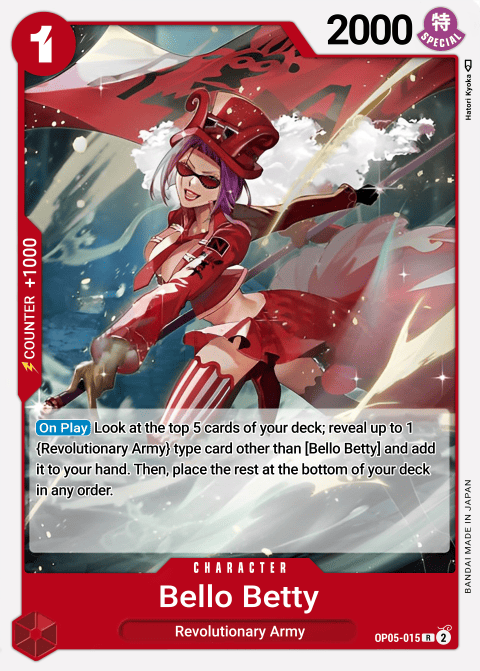 1
2000
特
SPECIAL
Hatori Kyoka
COUNTER +1000
On Play Look at the top 5 cards of your deck; reveal up to 1
{Revolutionary Army} type card other than [Bello Betty] and add
it to your hand. Then, place the rest at the bottom of your deck
in any order.
BANDAI MADE IN JAPAN
CHARACTER
Bello Betty
Revolutionary Army
OP05-015 R 2